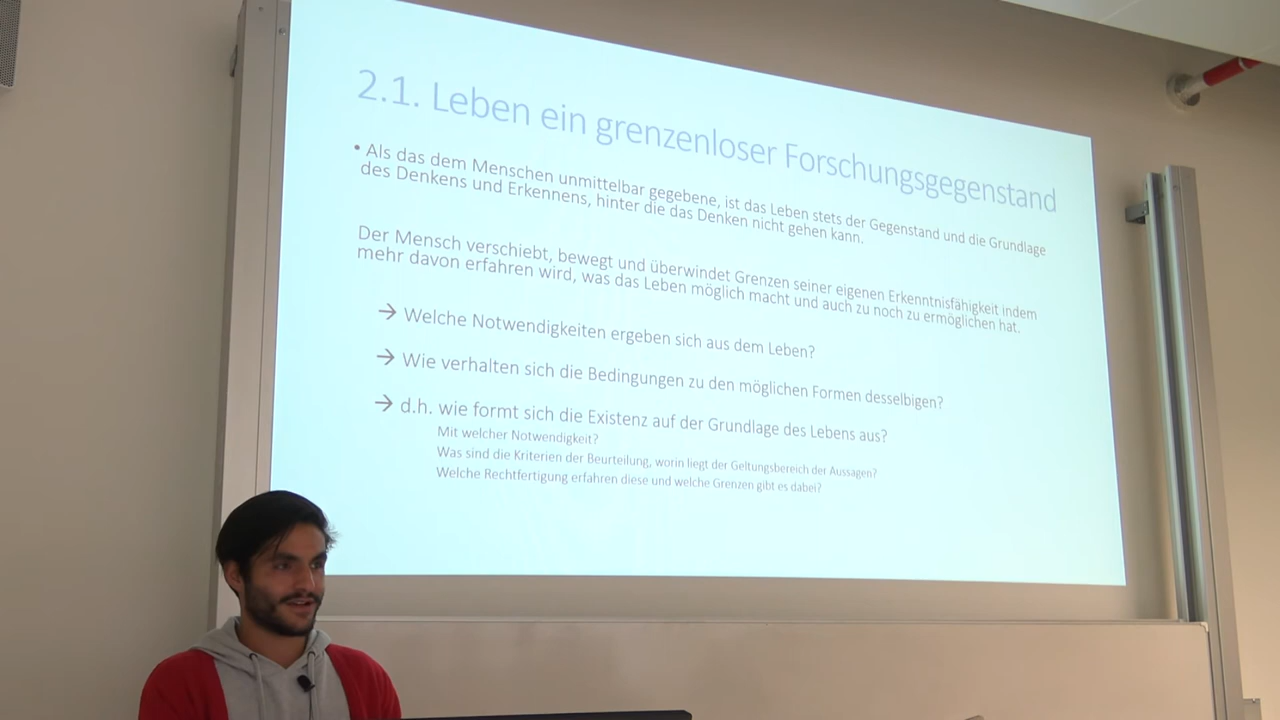 2.1. Leben ein grenzenloser Forschungsgegenstand
• Als das dem Menschen unmittelbar gegebene, ist das Leben stets der Gegenstand und die Grundlage
des Denkens und Erkennens, hinter die das Denken nicht gehen kann.
Der Mensch verschiebt, bewegt und überwindet Grenzen seiner eigenen Erkenntnisfähigkeit indem
mehr davon erfahren wird, was das Leben möglich macht und auch zu noch zu ermöglichen hat.
→ Welche Notwendigkeiten ergeben sich aus dem Leben?
→ Wie verhalten sich die Bedingungen zu den möglichen Formen desselbigen?
→ d.h. wie formt sich die Existenz auf der Grundlage des Lebens aus?
Mit welcher Notwendigkeit?
Was sind die Kriterien der Beurteilung, worin liegt der Geltungsbereich der Aussagen?
Welche Rechtfertigung erfahren diese und welche Grenzen gibt es dabei?